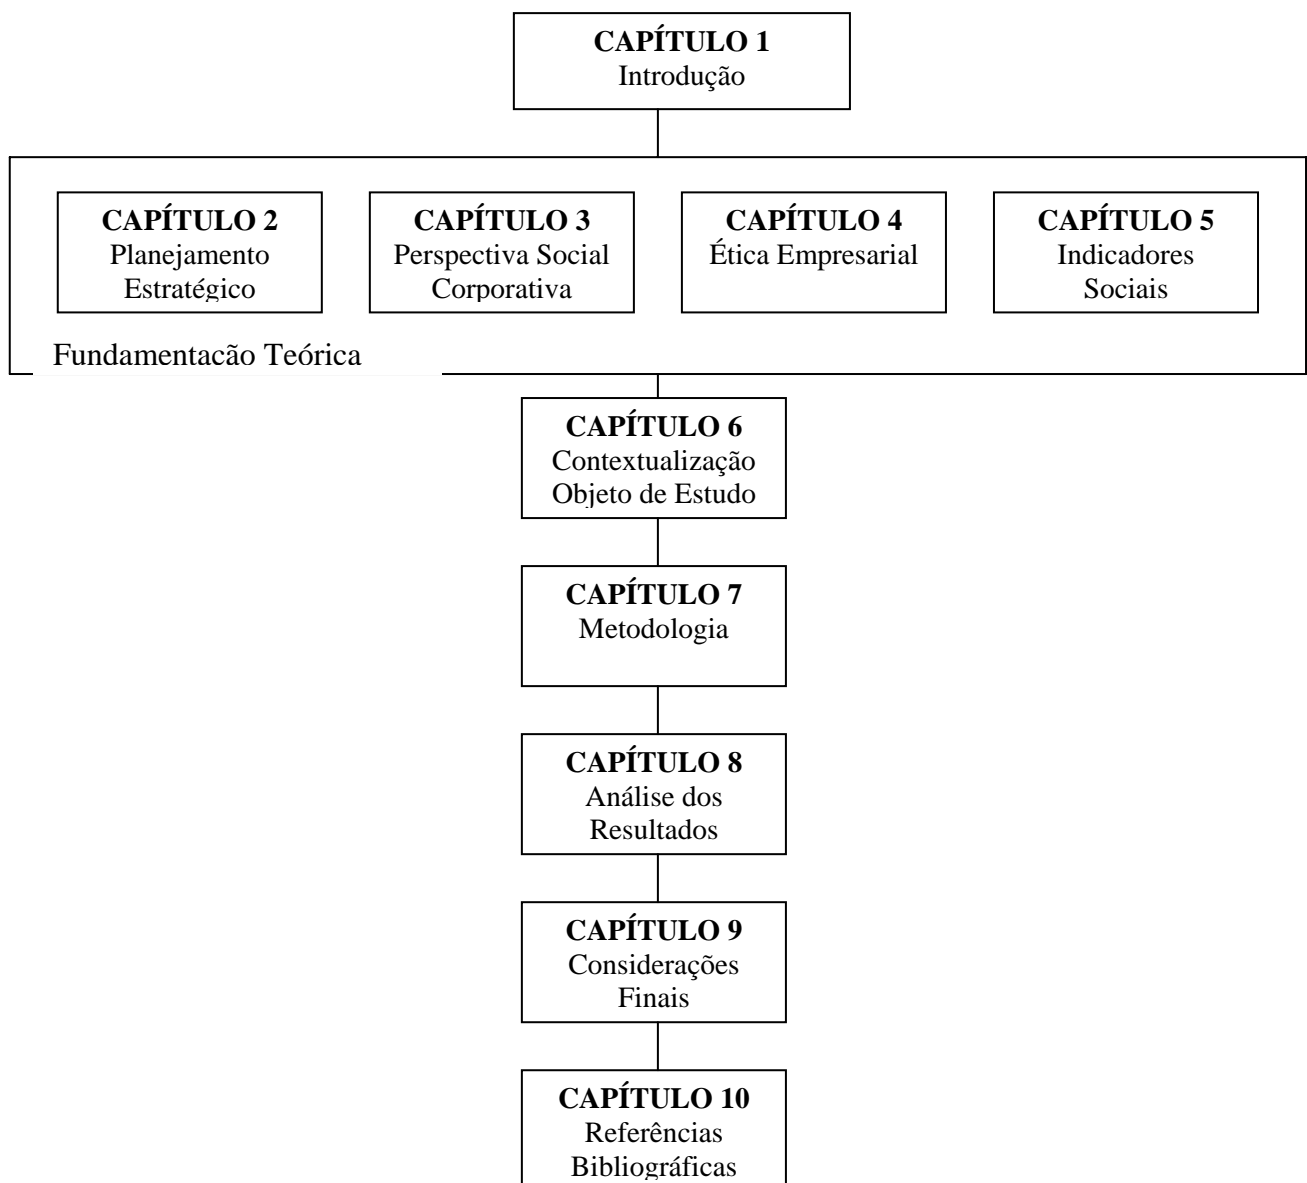 CAPÍTULO 1
Introdução
CAPÍTULO 2
Planejamento
Estratégico
CAPÍTULO 3
Perspectiva Social
Corporativa
CAPÍTULO 4
Ética Empresarial
CAPÍTULO 5
Indicadores
Sociais
Fundamentacão Teórica
CAPÍTULO 6
Contextualização
Objeto de Estudo
CAPÍTULO 7
Metodologia
CAPÍTULO 8
Análise dos
Resultados
CAPÍTULO 9
Considerações
Finais
CAPÍTULO 10
Referências
Bibliográficas